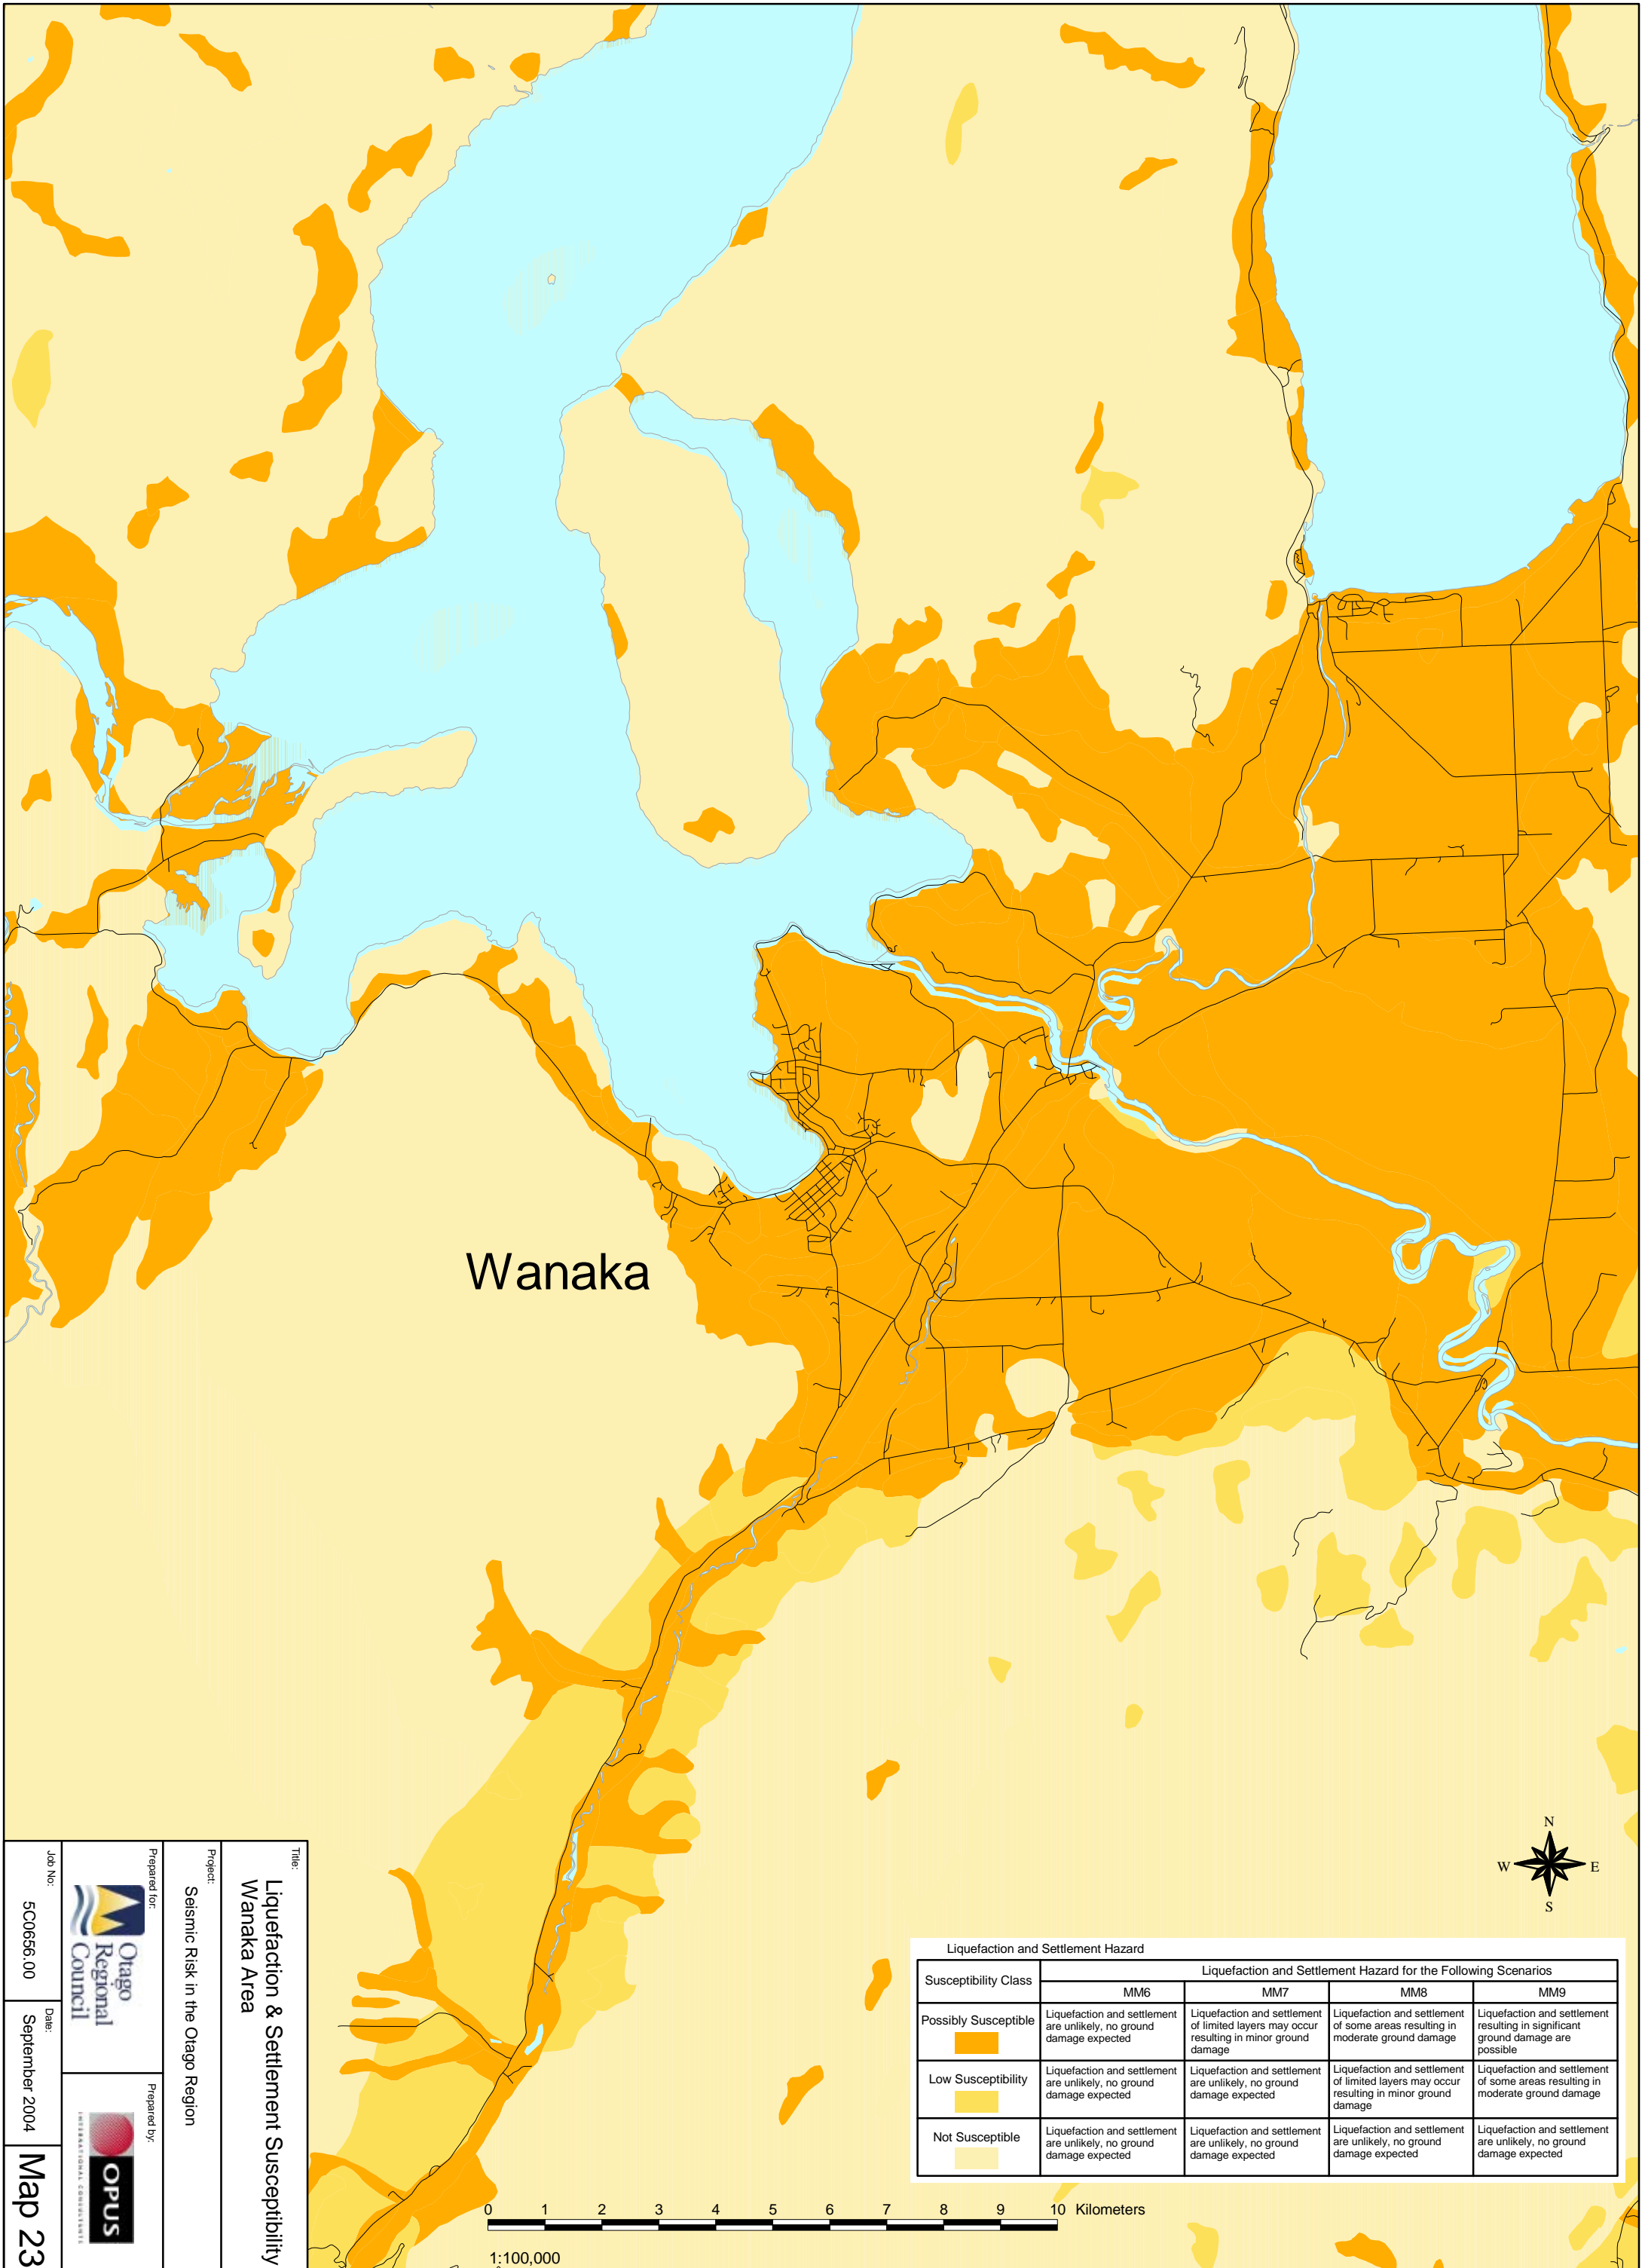 Wanaka
N
W E
S
Liquefaction and Settlement Hazard
Susceptibility Class
Liquefaction and Settlement Hazard for the Following Scenarios
MM6 MM7 MM8 MM9
Possibly Susceptible
Liquefaction and settlement
are unlikely, no ground
damage expected
Liquefaction and settlement
of limited layers may occur
resulting in minor ground
damage
Liquefaction and settlement
of some areas resulting in
moderate ground damage
Liquefaction and settlement
resulting in significant
ground damage are
possible
Low Susceptibility
Liquefaction and settlement
are unlikely, no ground
damage expected
Liquefaction and settlement
are unlikely, no ground
damage expected
Liquefaction and settlement
of limited layers may occur
resulting in minor ground
damage
Liquefaction and settlement
of some areas resulting in
moderate ground damage
Not Susceptible
Liquefaction and settlement
are unlikely, no ground
damage expected
Liquefaction and settlement
are unlikely, no ground
damage expected
Liquefaction and settlement
are unlikely, no ground
damage expected
Liquefaction and settlement
are unlikely, no ground
damage expected
0 1 2 3 4 5 6 7 8 9 10 Kilometers
1:100,000
Title:
Liquefaction & Settlement Susceptibility
Wanaka Area
Project:
Seismic Risk in the Otago Region
Prepared for:
Otago
Regional
Council
Prepared by:
OPUS
INTERNATIONAL CONSULTANTS
Job No:
5C0656.00
Date:
September 2004
Map 23